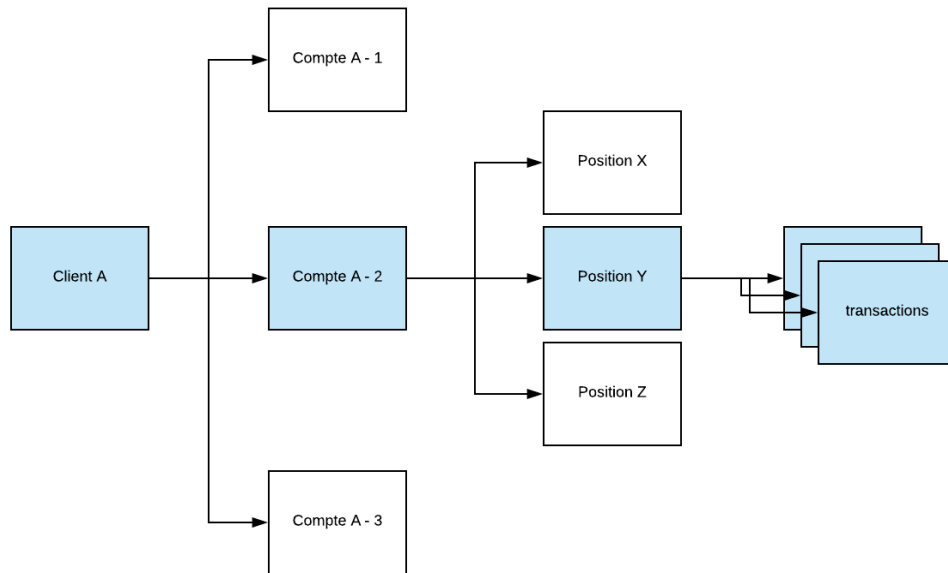 Compte A - 1
Position X
Client A
Compte A - 2
Position Y
transactions
Position Z
Compte A - 3